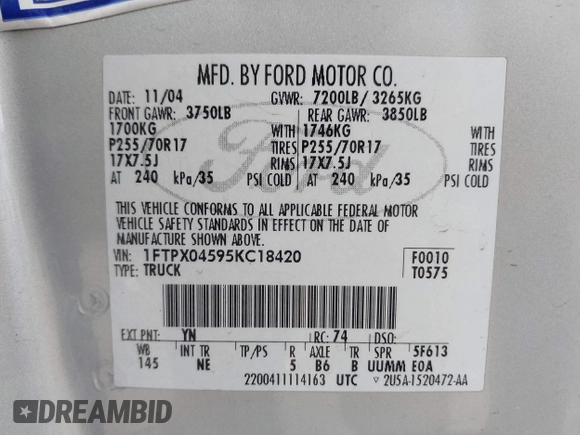 MFD. BY FORD MOTOR CO.
DATE: 11/04 GVWR: 7200LB/ 3265KG
FRONT GAWR: 3750LB REAR GAWR: 3850LB
1700KG WITH 1746KG WITH
P255/70R17 TIRES P255/70R17 TIRES
17X7.5J RIMS 17X7.5J RIMS
AT 240 kPa/35 PSI COLD AT 240 kPa/35 PSI COLD
THIS VEHICLE CONFORMS TO ALL APPLICABLE FEDERAL MOTOR
VEHICLE SAFETY STANDARDS IN EFFECT ON THE DATE OF
MANUFACTURE SHOWN ABOVE.
VIN: 1FTPX04595KC18420 F0010
TYPE: TRUCK T0575
EXT PNT: YN RC: 74 DSO:
WB INT TR TP/PS R AXLE TR SPR 5F613
145 NE 5 B6 B UUMM EOA
2200411114163 UTC 2U5A-1520472-AA
Ford
DREAMBID